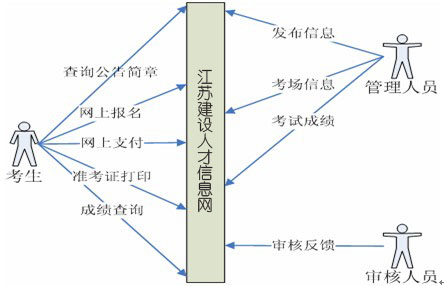 发布信息
查询公告简章
考场信息
管理人员
网上报名
考试成绩
江苏建设人才信息网
网上支付
考生
准考证打印
成绩查询
审核反馈
审核人员